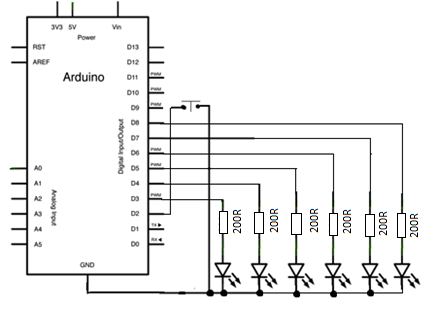 3V3 5V Vin
Power
RST D13
AREF D12
Arduino
PWM D11
D10
PWM D9
D8
D7
PWM D6
A0 PWM D5
A1 D4
A2 PWM D3
A3 D2
A4 TX D1
A5 RX D0
Analog Input
Digital Input/Output
GND
200R 200R 200R 200R 200R 200R